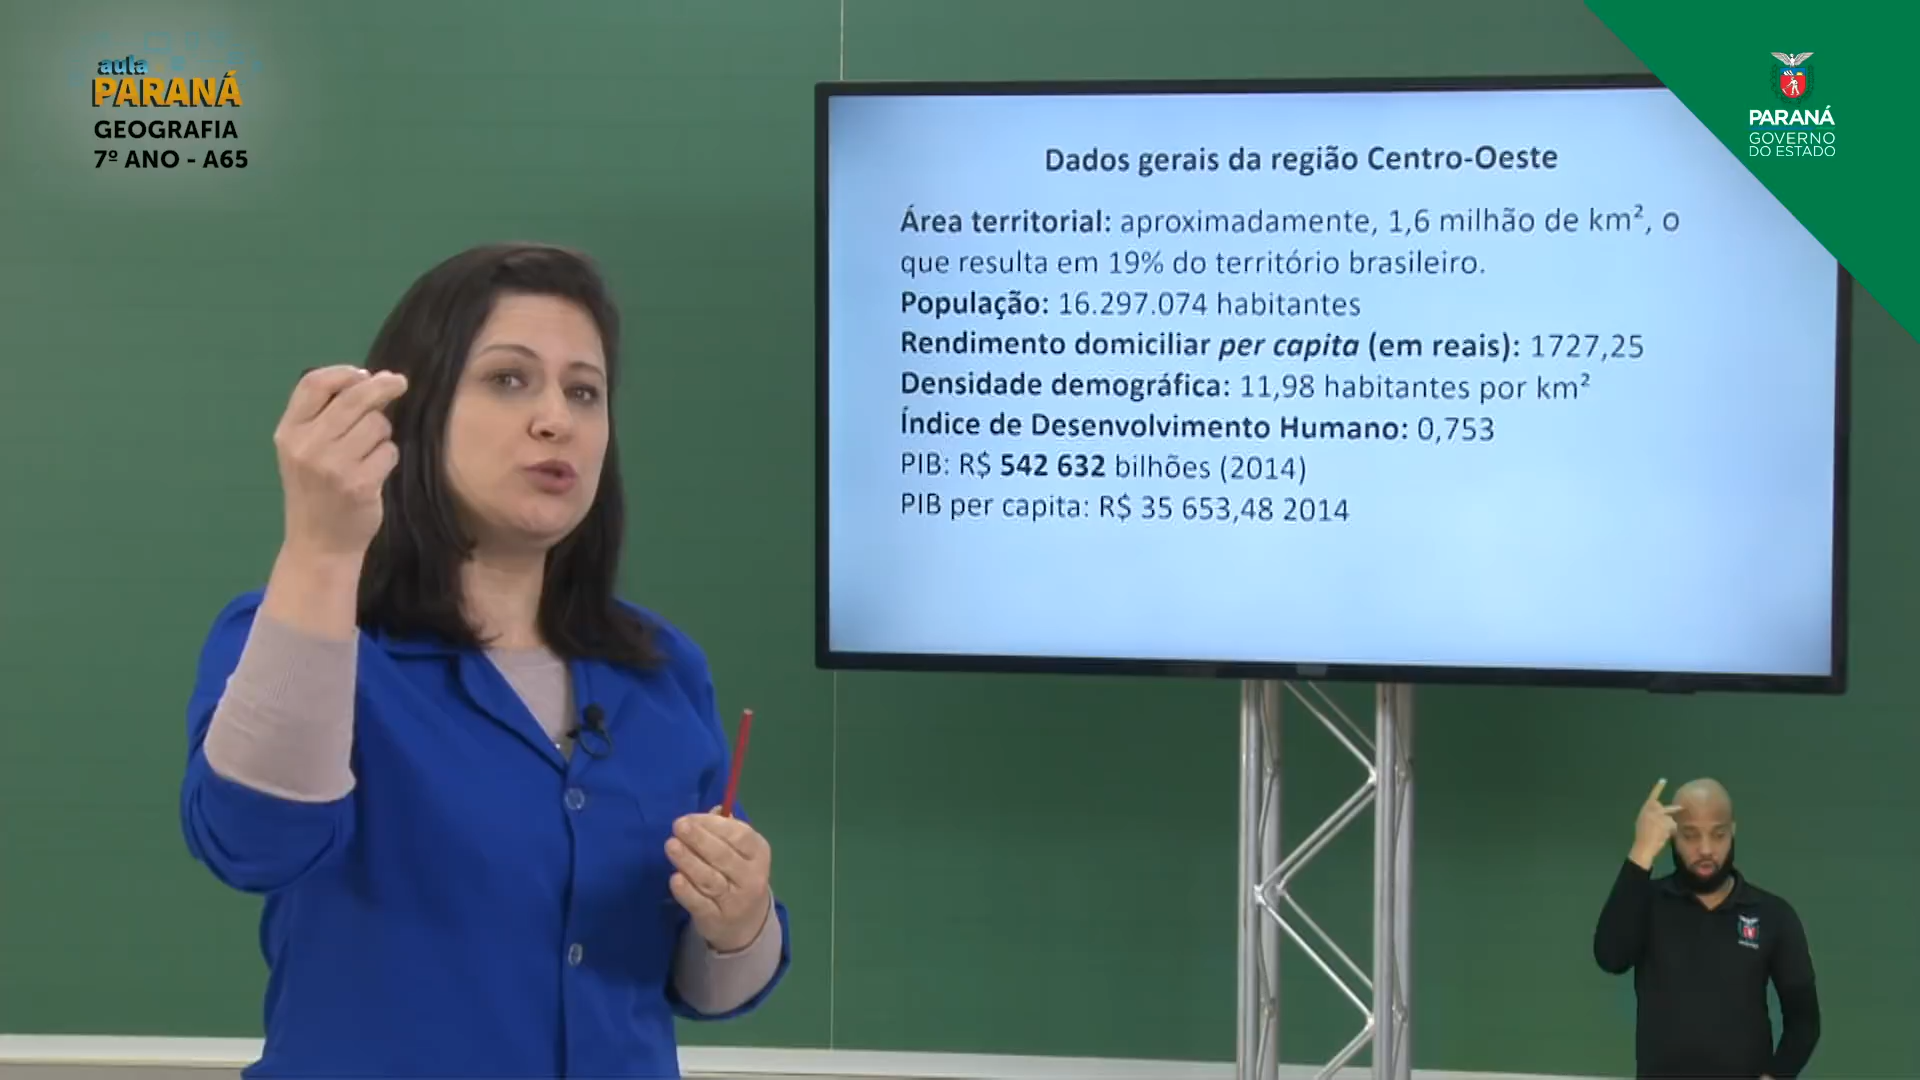 aula
PARANÁ
GEOGRAFIA
7º ANO - A65
PARANÁ
GOVERNO
DO ESTADO
Dados gerais da região Centro-Oeste
Área territorial: aproximadamente, 1,6 milhão de km², o
que resulta em 19% do território brasileiro.
População: 16.297.074 habitantes
Rendimento domiciliar per capita (em reais): 1727,25
Densidade demográfica: 11,98 habitantes por km²
Índice de Desenvolvimento Humano: 0,753
PIB: R$ 542 632 bilhões (2014)
PIB per capita: R$ 35 653,48 2014